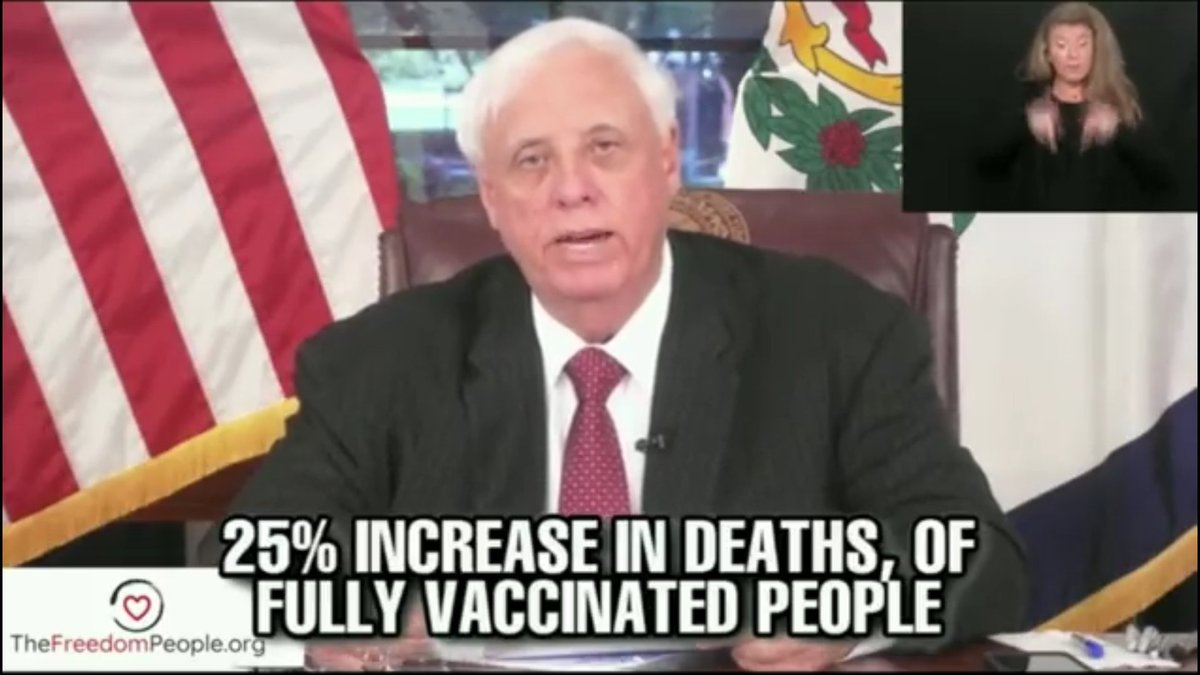 25% INCREASE IN DEATHS, OF
FULLY VACCINATED PEOPLE
TheFreedomPeople.org